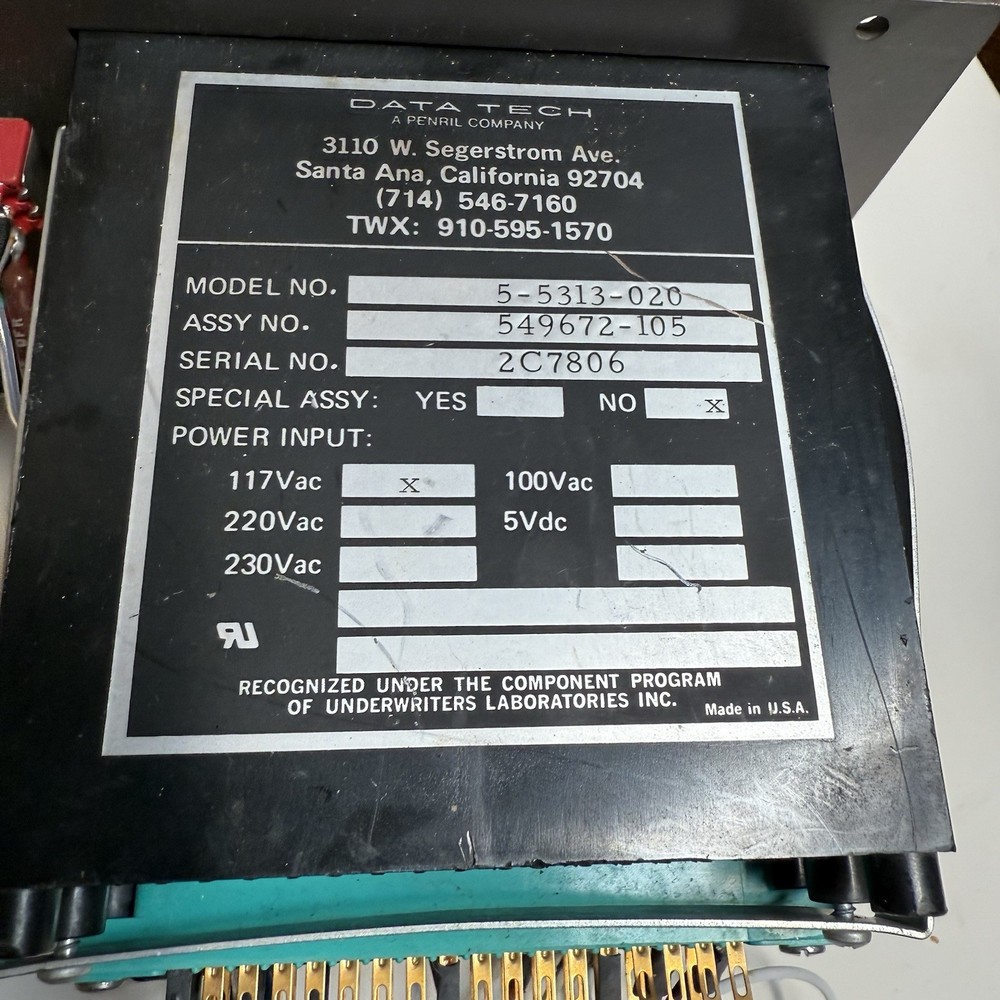 DATA TECH
A PENRIL COMPANY
3110 W. Segerstrom Ave.
Santa Ana, California 92704
(714) 546-7160
TWX: 910-595-1570
MODEL NO. 5-5313-020
ASSY NO. 549672-105
SERIAL NO. 2C7806
SPECIAL ASSY: YES NO X
POWER INPUT:
117Vac X 100Vac
220Vac 5Vdc
230Vac
RU
RECOGNIZED UNDER THE COMPONENT PROGRAM
OF UNDERWRITERS LABORATORIES INC.
Made in U.S.A.